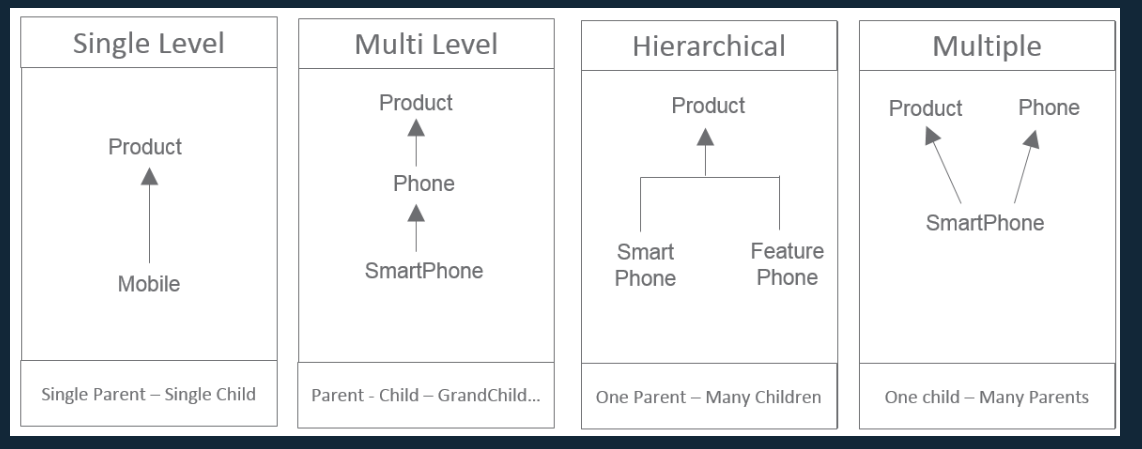 Single Level
Product
Mobile
Single Parent – Single Child
Multi Level
Product
Phone
SmartPhone
Parent - Child – GrandChild...
Hierarchical
Product
Smart
Phone
Feature
Phone
One Parent – Many Children
Multiple
Product
Phone
SmartPhone
One child – Many Parents